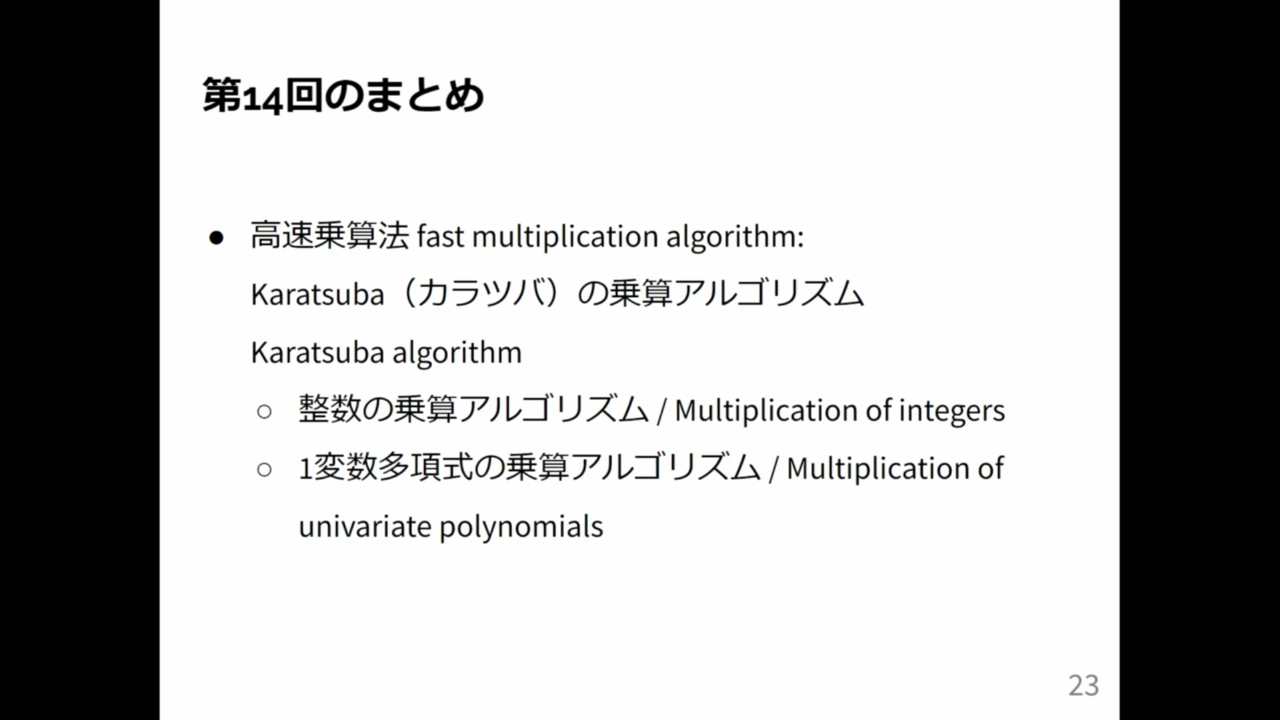 第14回のまとめ
● 高速乗算法 fast multiplication algorithm:
Karatsuba（カラツバ）の乗算アルゴリズム
Karatsuba algorithm
○ 整数の乗算アルゴリズム / Multiplication of integers
○ 1変数多項式の乗算アルゴリズム / Multiplication of
univariate polynomials
23